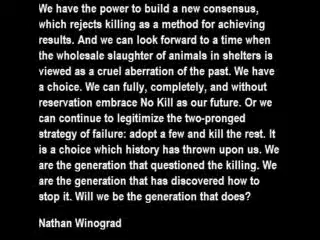 We have the power to build a new consensus,
which rejects killing as a method for achieving
results. And we can look forward to a time when
the wholesale slaughter of animals in shelters is
viewed as a cruel aberration of the past. We have
a choice. We can fully, completely, and without
reservation embrace No Kill as our future. Or we
can continue to legitimize the two-pronged
strategy of failure: adopt a few and kill the rest. It
is a choice which history has thrown upon us. We
are the generation that questioned the killing. We
are the generation that has discovered how to
stop it. Will we be the generation that does?
Nathan Winograd